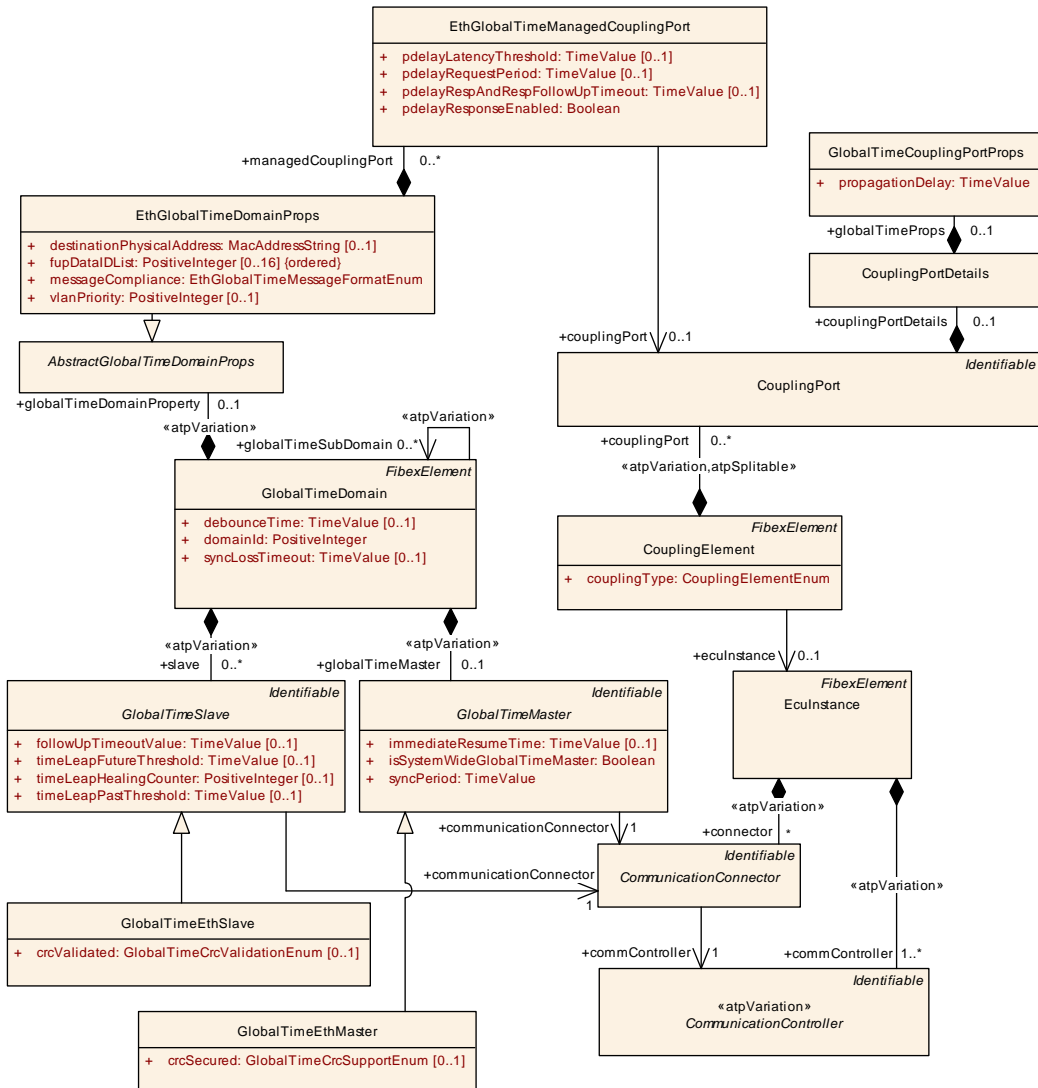 EthGlobalTimeManagedCouplingPort
+ pdelayLatencyThreshold: TimeValue [0..1]
+ pdelayRequestPeriod: TimeValue [0..1]
+ pdelayRespAndRespFollowUpTimeout: TimeValue [0..1]
+ pdelayResponseEnabled: Boolean
+managedCouplingPort 0..*
GlobalTimeCouplingPortProps
+ propagationDelay: TimeValue
+globalTimeProps 0..1
EthGlobalTimeDomainProps
+ destinationPhysicalAddress: MacAddressString [0..1]
+ fupDataIDList: PositiveInteger [0..16] {ordered}
+ messageCompliance: EthGlobalTimeMessageFormatEnum
+ vlanPriority: PositiveInteger [0..1]
CouplingPortDetails
+couplingPortDetails 0..1
+couplingPort 0..1
AbstractGlobalTimeDomainProps
+globalTimeDomainProperty 0..1
«atpVariation»
Identifiable
CouplingPort
«atpVariation»
+globalTimeSubDomain 0..*
+couplingPort 0..*
«atpVariation,atpSplitable»
FibexElement
GlobalTimeDomain
+ debounceTime: TimeValue [0..1]
+ domainId: PositiveInteger
+ syncLossTimeout: TimeValue [0..1]
FibexElement
CouplingElement
+ couplingType: CouplingElementEnum
«atpVariation»
+slave 0..*
«atpVariation»
+globalTimeMaster 0..1
+ecuInstance 0..1
Identifiable
GlobalTimeSlave
+ followUpTimeoutValue: TimeValue [0..1]
+ timeLeapFutureThreshold: TimeValue [0..1]
+ timeLeapHealingCounter: PositiveInteger [0..1]
+ timeLeapPastThreshold: TimeValue [0..1]
Identifiable
GlobalTimeMaster
+ immediateResumeTime: TimeValue [0..1]
+ isSystemWideGlobalTimeMaster: Boolean
+ syncPeriod: TimeValue
FibexElement
EcuInstance
«atpVariation»
+communicationConnector 1
+connector *
Identifiable
CommunicationConnector
+communicationConnector
1
«atpVariation»
GlobalTimeEthSlave
+ crcValidated: GlobalTimeCrcValidationEnum [0..1]
+commController 1
+commController 1..*
Identifiable
«atpVariation»
CommunicationController
GlobalTimeEthMaster
+ crcSecured: GlobalTimeCrcSupportEnum [0..1]